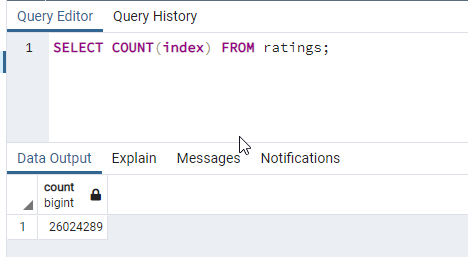 Query Editor Query History
1 SELECT COUNT(index) FROM ratings;
Data Output Explain Messages Notifications
count
bigint
1 26024289